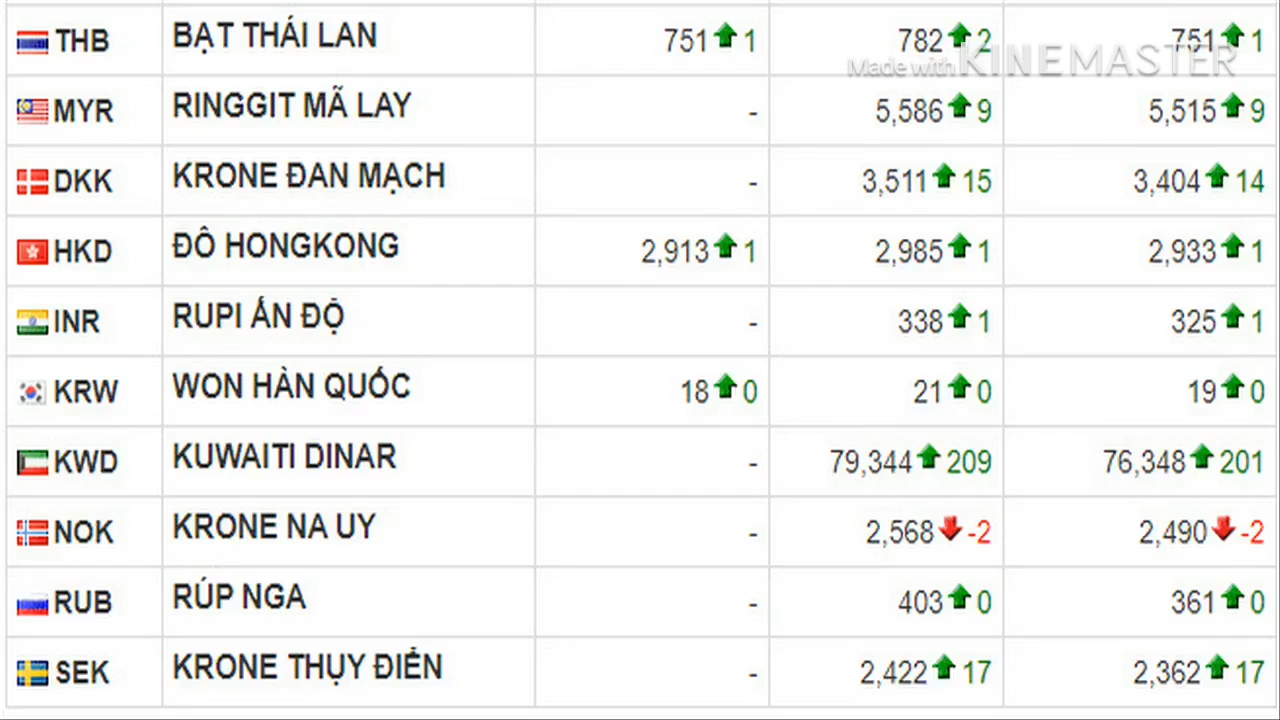 THB BẠT THÁI LAN 751 1 782 2 751 1
Made with KINEMASTER
MYR RINGGIT MÃ LAY - 5,586 9 5,515 9
DKK KRONE ĐAN MẠCH - 3,511 15 3,404 14
HKD ĐÔ HONGKONG 2,913 1 2,985 1 2,933 1
INR RUPI ẤN ĐỘ - 338 1 325 1
KRW WON HÀN QUỐC 18 0 21 0 19 0
KWD KUWAITI DINAR - 79,344 209 76,348 201
NOK KRONE NA UY - 2,568 -2 2,490 -2
RUB RÚP NGA - 403 0 361 0
SEK KRONE THỤY ĐIỂN - 2,422 17 2,362 17